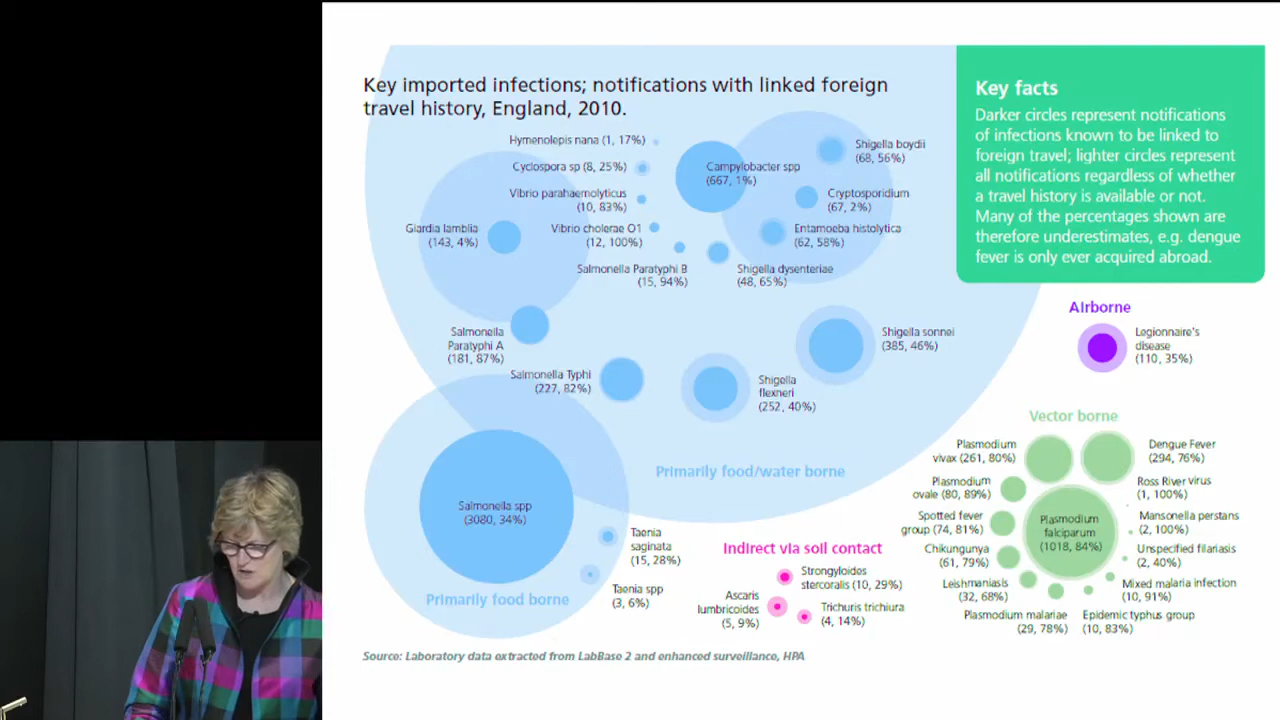 Key imported infections; notifications with linked foreign
travel history, England, 2010.
Hymenolepis nana (1, 17%)
Cyclospora sp (8, 25%)
Vibrio parahaemolyticus
(10, 83%)
Giardia lamblia
(143, 4%)
Vibrio cholerae O1
(12, 100%)
Salmonella Paratyphi B
(15, 94%)
Campylobacter spp
(667, 1%)
Shigella boydii
(68, 56%)
Cryptosporidium
(67, 2%)
Entamoeba histolytica
(62, 58%)
Shigella dysenteriae
(48, 65%)
Salmonella
Paratyphi A
(181, 87%)
Salmonella Typhi
(227, 82%)
Shigella
flexneri
(252, 40%)
Shigella sonnei
(385, 46%)
Primarily food/water borne
Salmonella spp
(3080, 34%)
Taenia
saginata
(15, 28%)
Taenia spp
(3, 6%)
Primarily food borne
Indirect via soil contact
Strongyloides
stercoralis (10, 29%)
Ascaris
lumbricoides
(5, 9%)
Trichuris trichiura
(4, 14%)
Key facts
Darker circles represent notifications
of infections known to be linked to
foreign travel; lighter circles represent
all notifications regardless of whether
a travel history is available or not.
Many of the percentages shown are
therefore underestimates, e.g. dengue
fever is only ever acquired abroad.
Airborne
Legionnaire's
disease
(110, 35%)
Vector borne
Plasmodium
vivax (261, 80%)
Dengue Fever
(294, 76%)
Plasmodium
ovale (80, 89%)
Ross River virus
(1, 100%)
Spotted fever
group (74, 81%)
Plasmodium
falciparum
(1018, 84%)
Mansonella perstans
(2, 100%)
Chikungunya
(61, 79%)
Unspecified filariasis
(2, 40%)
Leishmaniasis
(32, 68%)
Mixed malaria infection
(10, 91%)
Plasmodium malariae
(29, 78%)
Epidemic typhus group
(10, 83%)
Source: Laboratory data extracted from LabBase 2 and enhanced surveillance, HPA